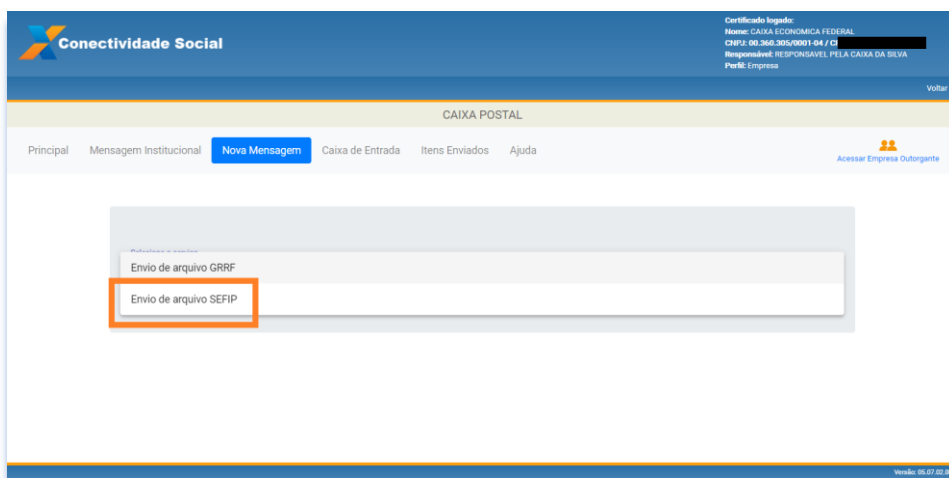 Conectividade Social
Certificado logado:
Nome: CAIXA ECONOMICA FEDERAL
CNPJ: 00.360.305/0001-04 /
Responsável: RESPONSAVEL PELA CAIXA DA SILVA
Perfil: Empresa
Voltar
CAIXA POSTAL
Principal Mensagem Institucional Nova Mensagem Caixa de Entrada Itens Enviados Ajuda
Acessar Empresa Outorgante
Envio de arquivo GRRF
Envio de arquivo SEFIP
Versão: 05.07.02.0